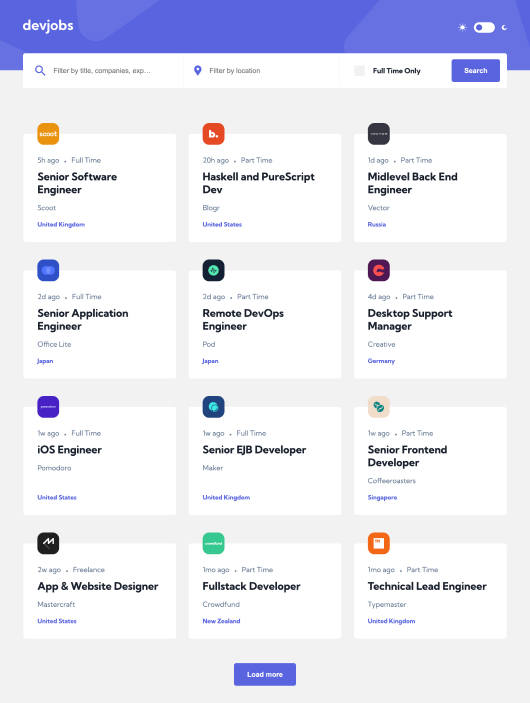 devjobs
Filter by title, companies, exp...
Filter by location
Full Time Only
Search
scoot
5h ago • Full Time
Senior Software
Engineer
Scoot
United Kingdom
b.
20h ago • Part Time
Haskell and PureScript
Dev
Blogr
United States
1d ago • Part Time
Midlevel Back End
Engineer
Vector
Russia
2d ago • Full Time
Senior Application
Engineer
Office Lite
Japan
2d ago • Part Time
Remote DevOps
Engineer
Pod
Japan
4d ago • Part Time
Desktop Support
Manager
Creative
Germany
1w ago • Full Time
iOS Engineer
Pomodoro
United States
1w ago • Full Time
Senior EJB Developer
Maker
United Kingdom
1w ago • Part Time
Senior Frontend
Developer
Coffeeroasters
Singapore
2w ago • Freelance
App & Website Designer
Mastercraft
United States
crowdfund
1mo ago • Part Time
Fullstack Developer
Crowdfund
New Zealand
1mo ago • Part Time
Technical Lead Engineer
Typemaster
United Kingdom
Load more